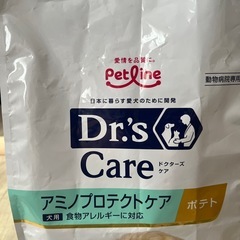 愛情を品質に。
Petline
動物病院専用
日本に暮らす愛犬のために開発
Dr.'s
Care
ドクターズ
ケア
アミノプロテクトケア
ポテト
犬用
食物アレルギーに対応